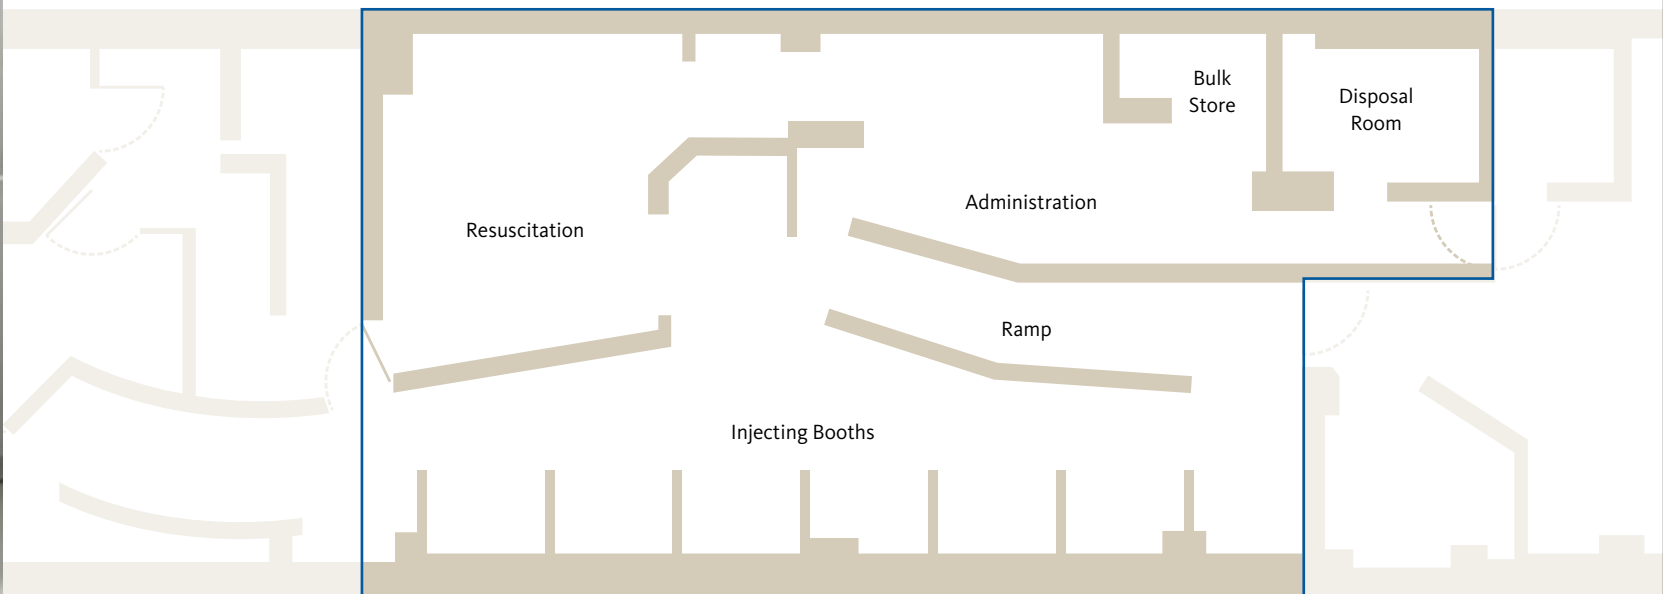 Bulk
Store
Disposal
Room
Administration
Resuscitation
Ramp
Injecting Booths